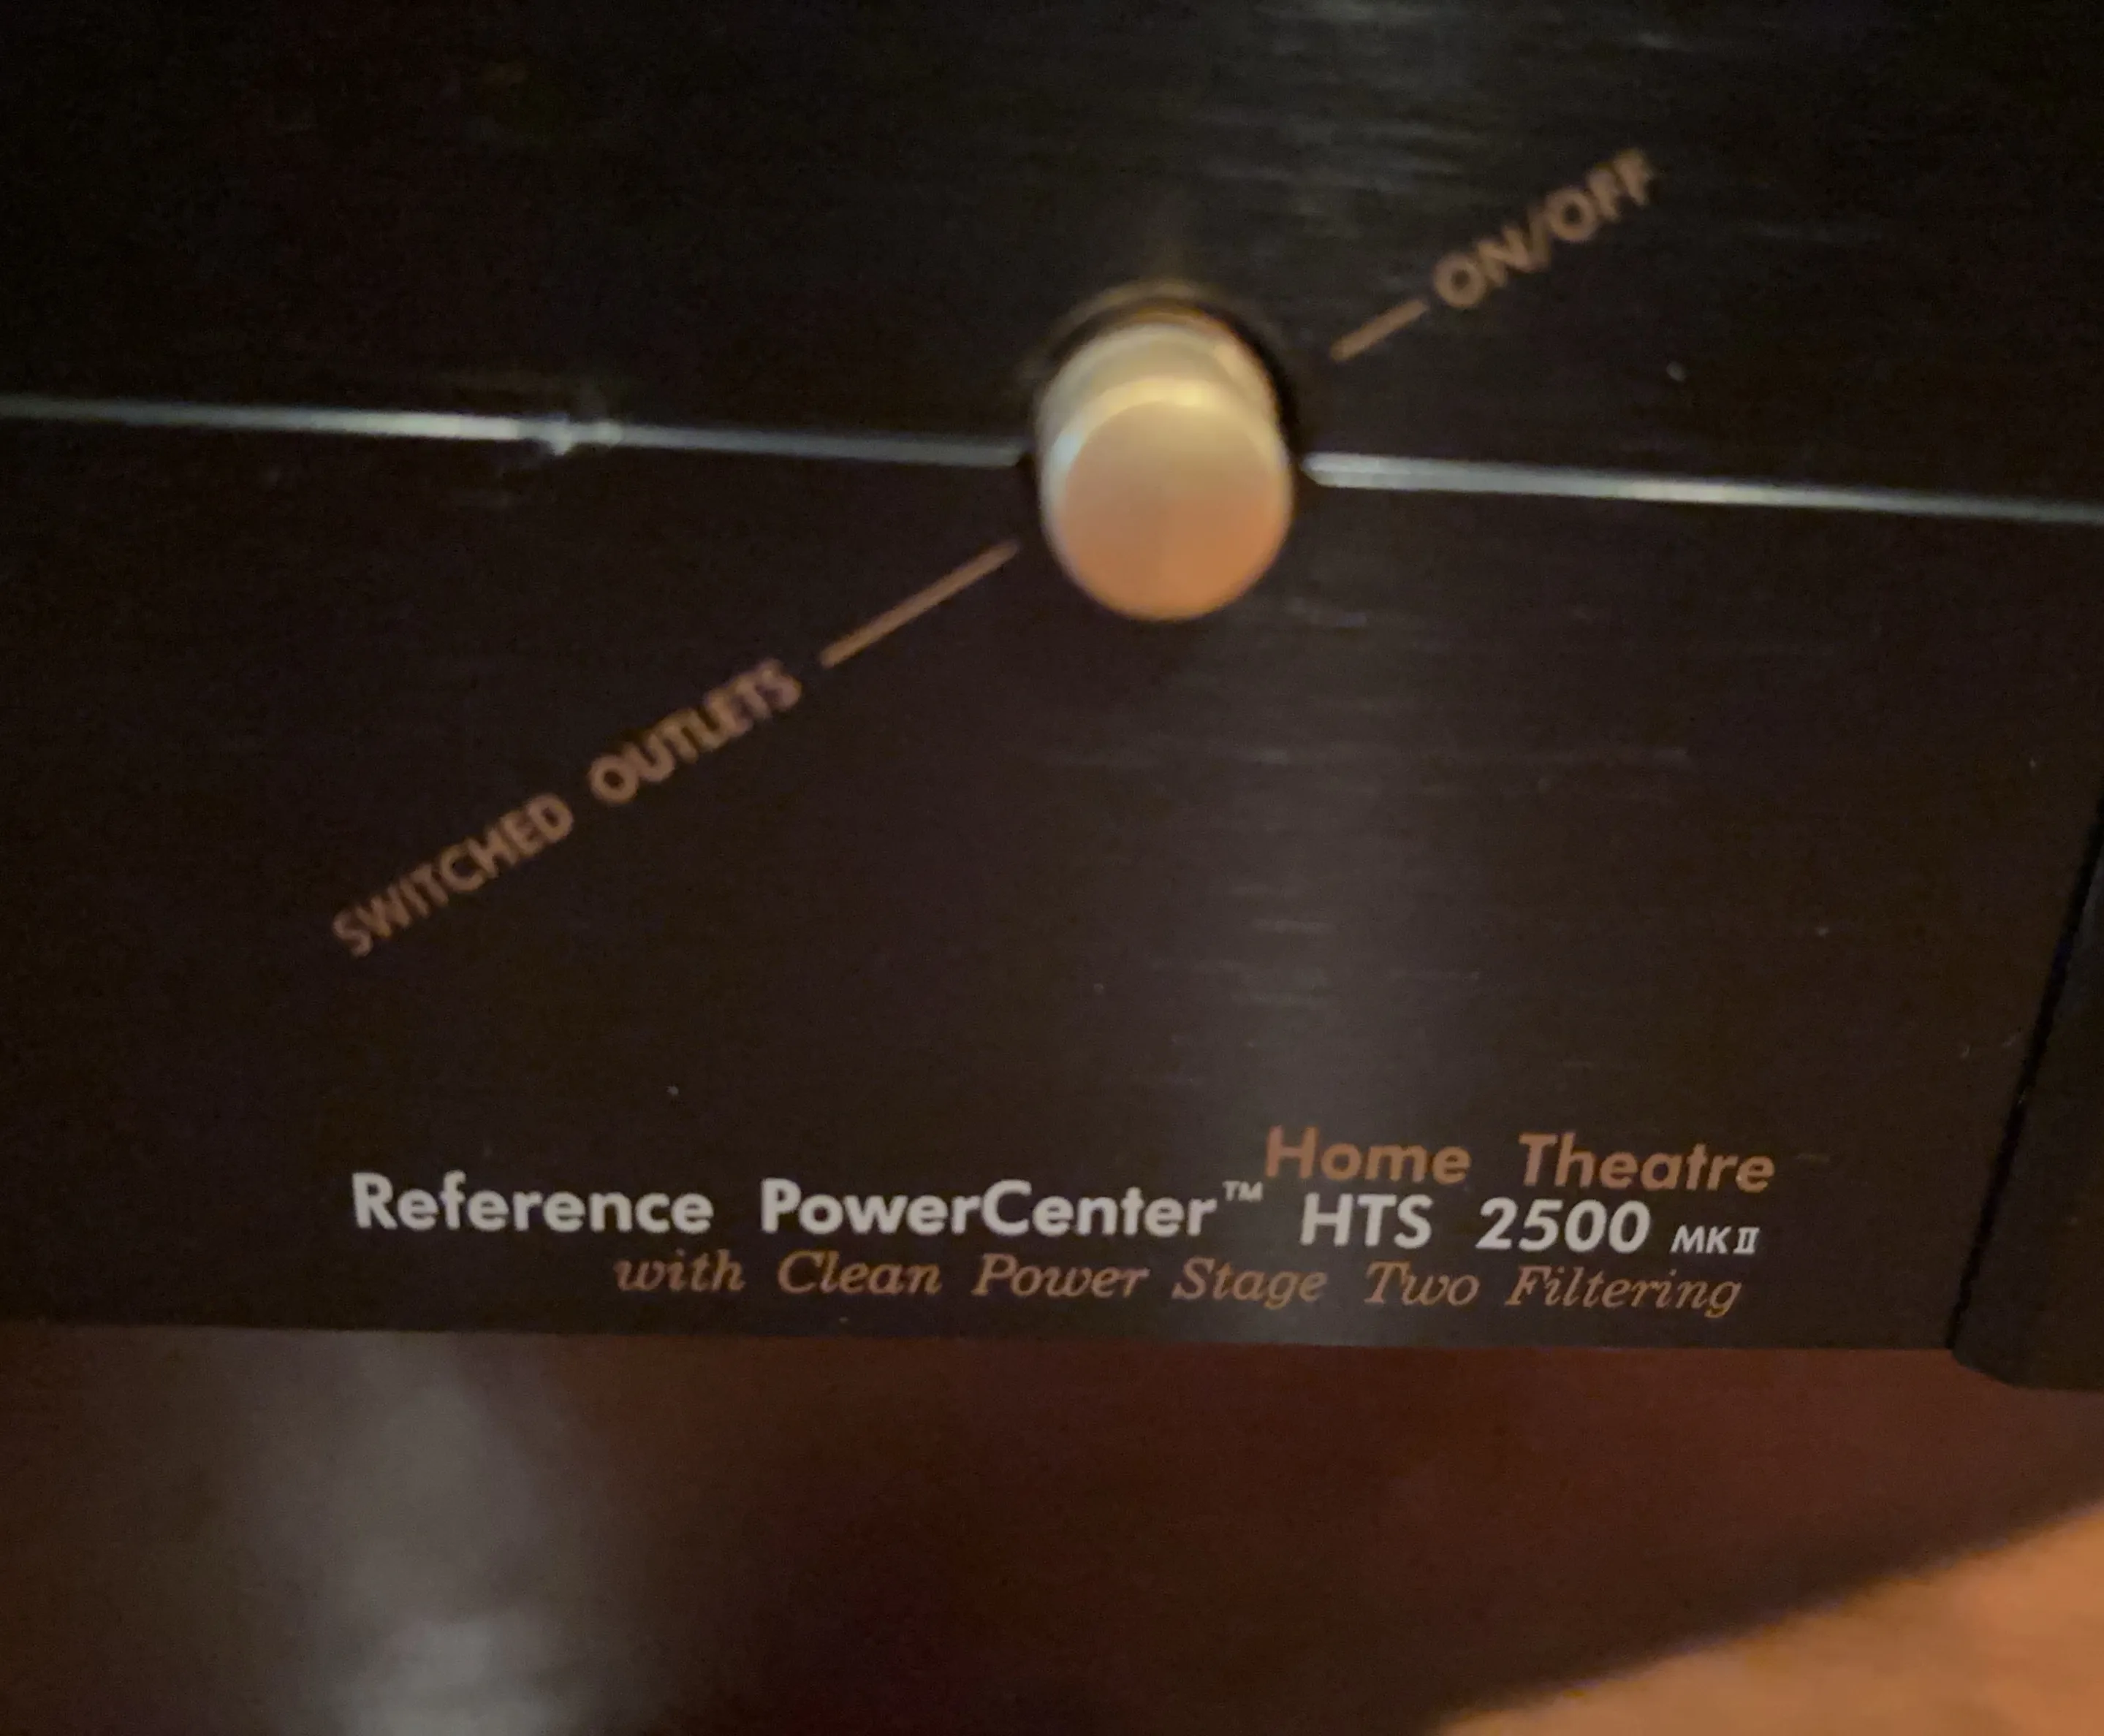 ON/OFF
SWITCHED OUTLETS
Home Theatre
Reference PowerCenter™ HTS 2500 MKII
with Clean Power Stage Two Filtering